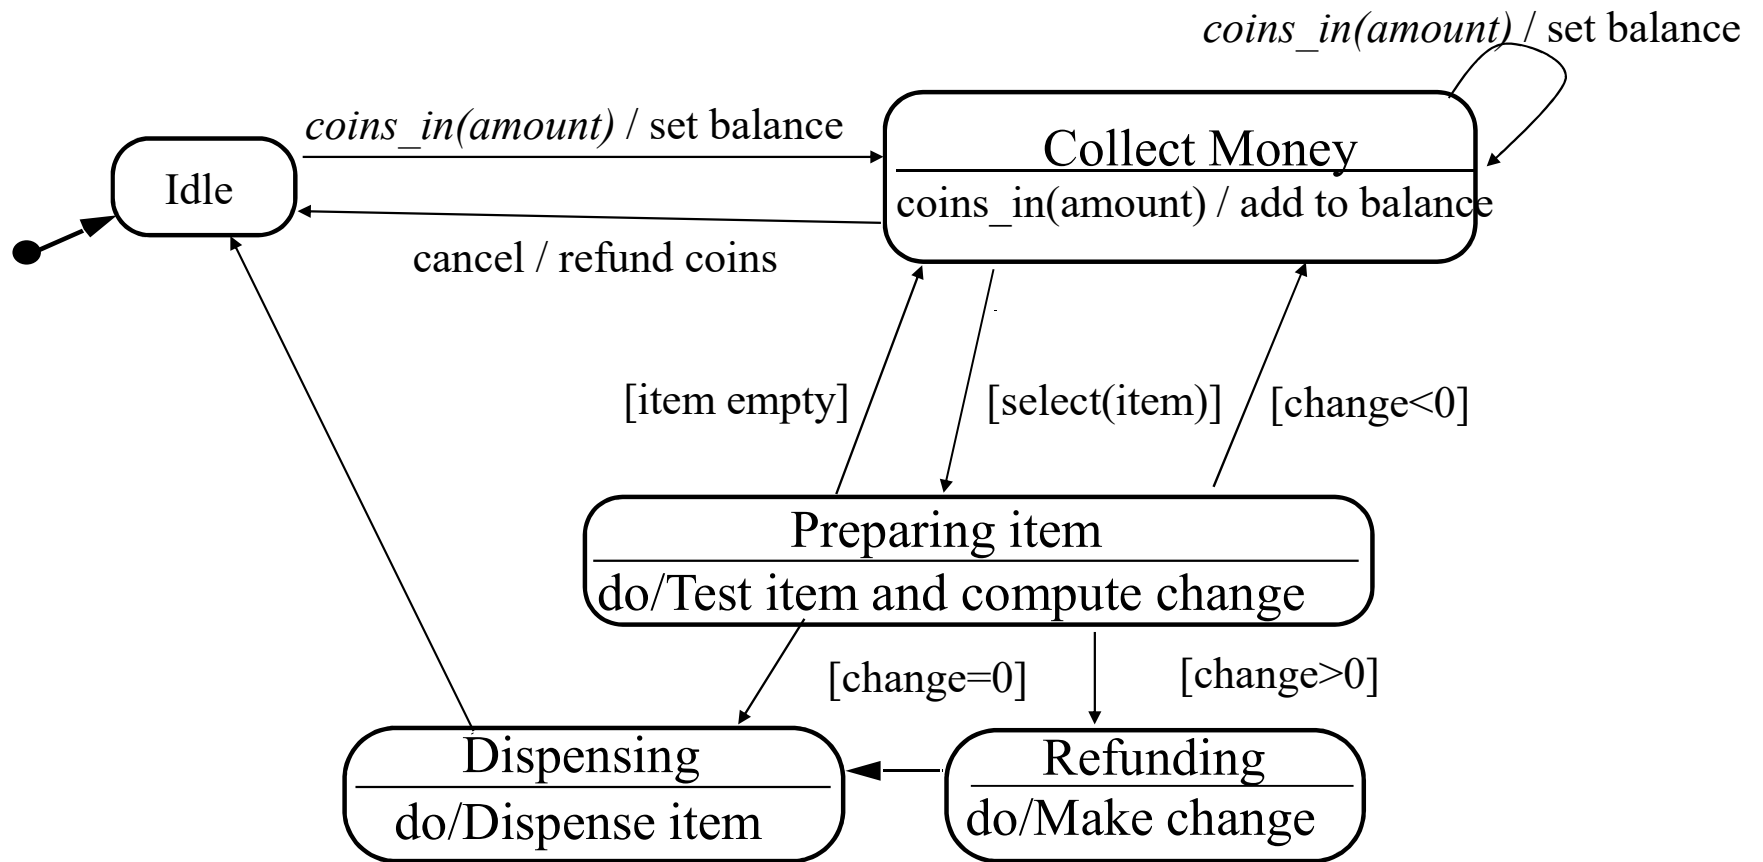 coins_in(amount) / set balance
coins_in(amount) / set balance
Collect Money
Idle
coins_in(amount) / add to balance
cancel / refund coins
[item empty]
[select(item)]
[change<0]
Preparing item
do/Test item and compute change
[change=0]
[change>0]
Dispensing
do/Dispense item
Refunding
do/Make change